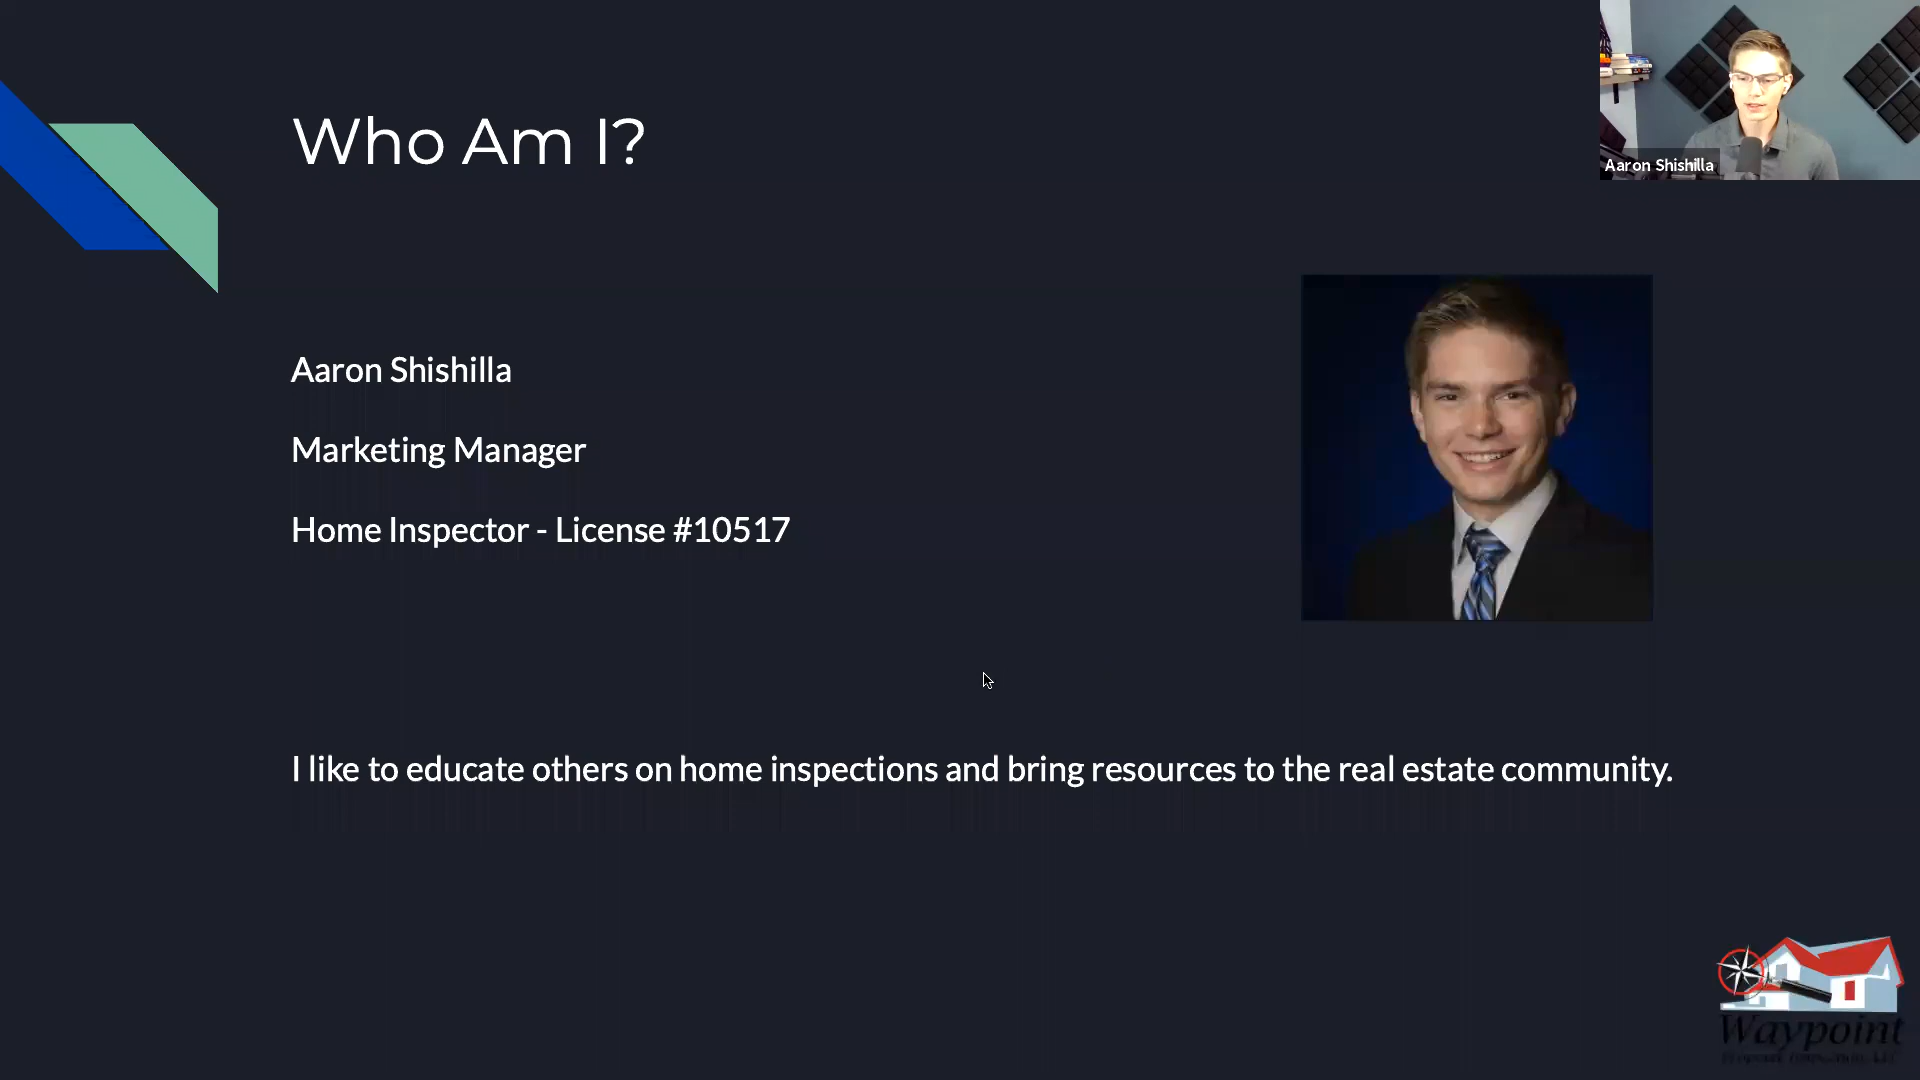 Who Am I?
Aaron Shishilla
Aaron Shishilla
Marketing Manager
Home Inspector - License #10517
I like to educate others on home inspections and bring resources to the real estate community.
Waypoint